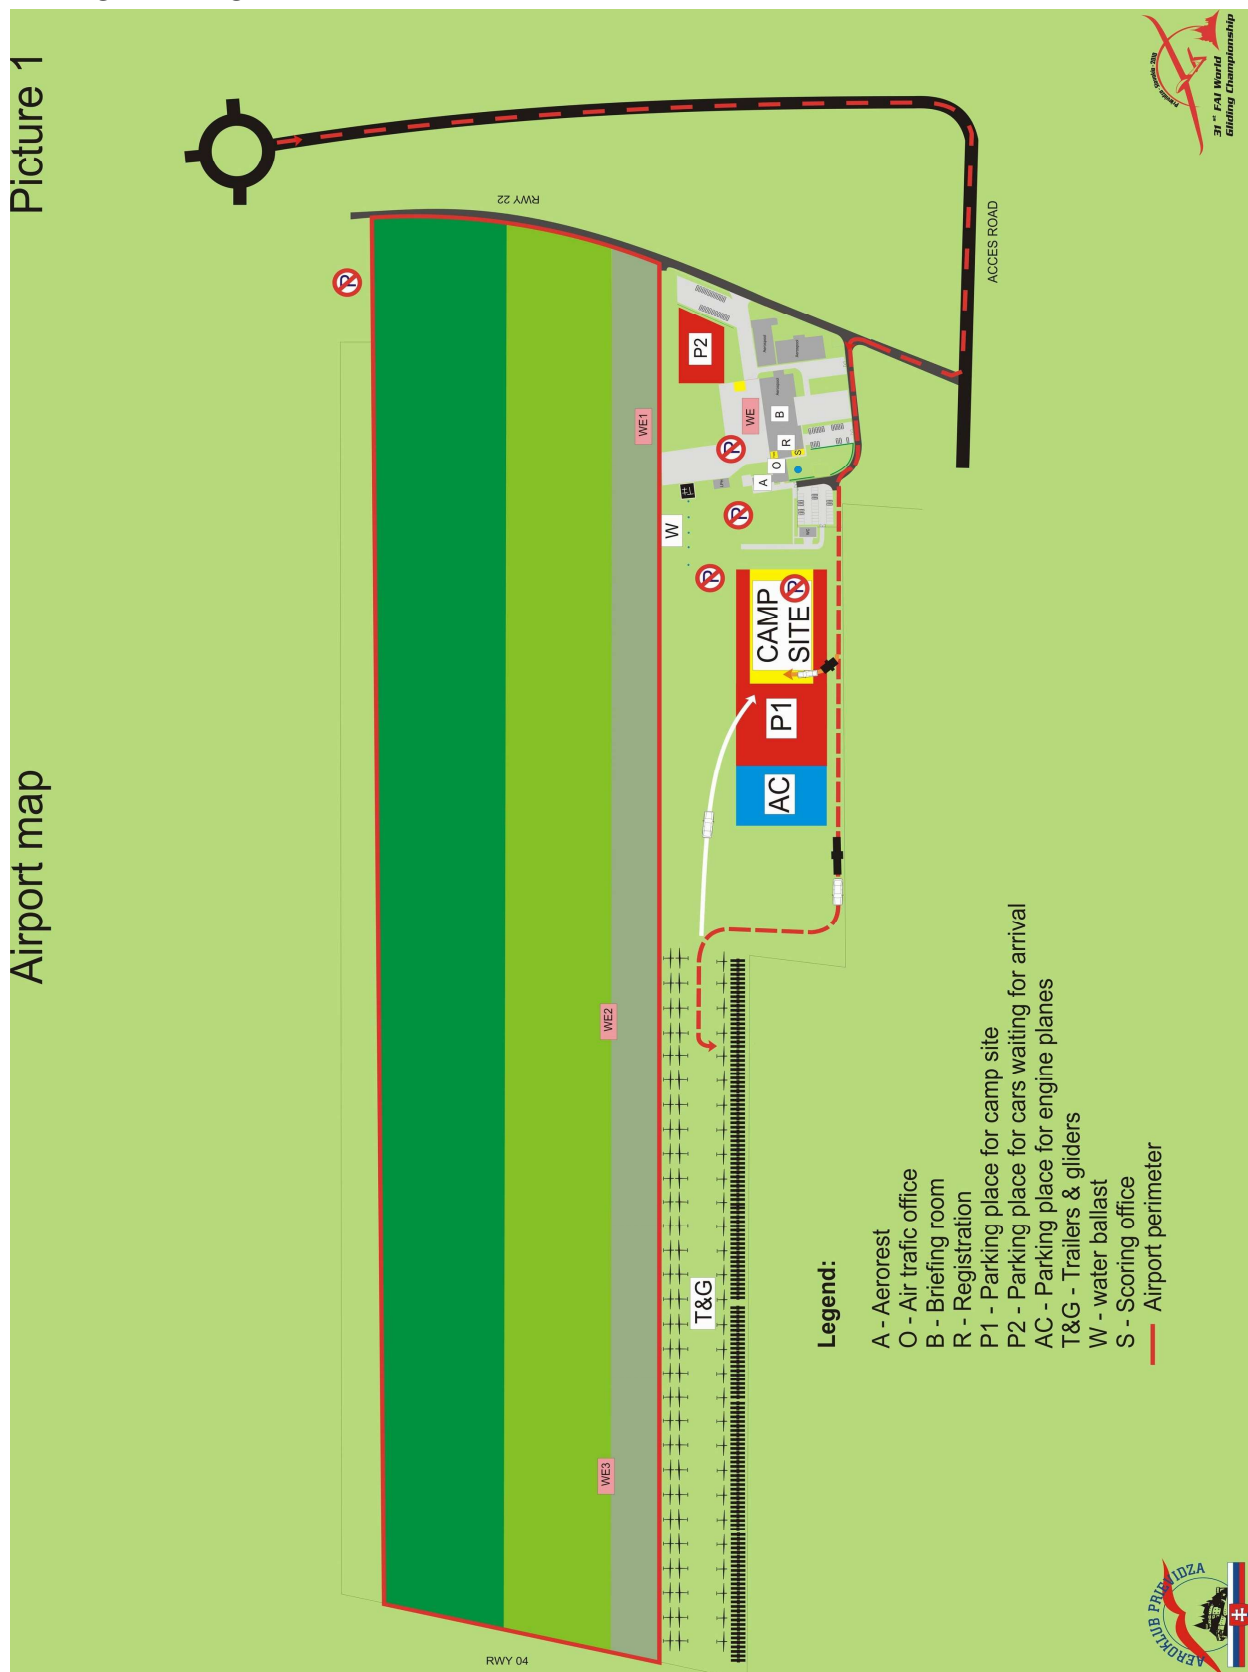 Airport map
Picture 1
31st FAI World
Gliding Championship
Prievidza - Slovakia - 2010
RWY 22
ACCES ROAD
P2
WE1
WE
B
R
S
O
A
W
CAMP
SITE
P1
AC
WE2
T&G
WE3
RWY 04
Legend:
A - Aerorest
O - Air trafic office
B - Briefing room
R - Registration
P1 - Parking place for camp site
P2 - Parking place for cars waiting for arrival
AC - Parking place for engine planes
T&G - Trailers & gliders
W - water ballast
S - Scoring office
Airport perimeter
AEROKLUB PRIEVIDZA